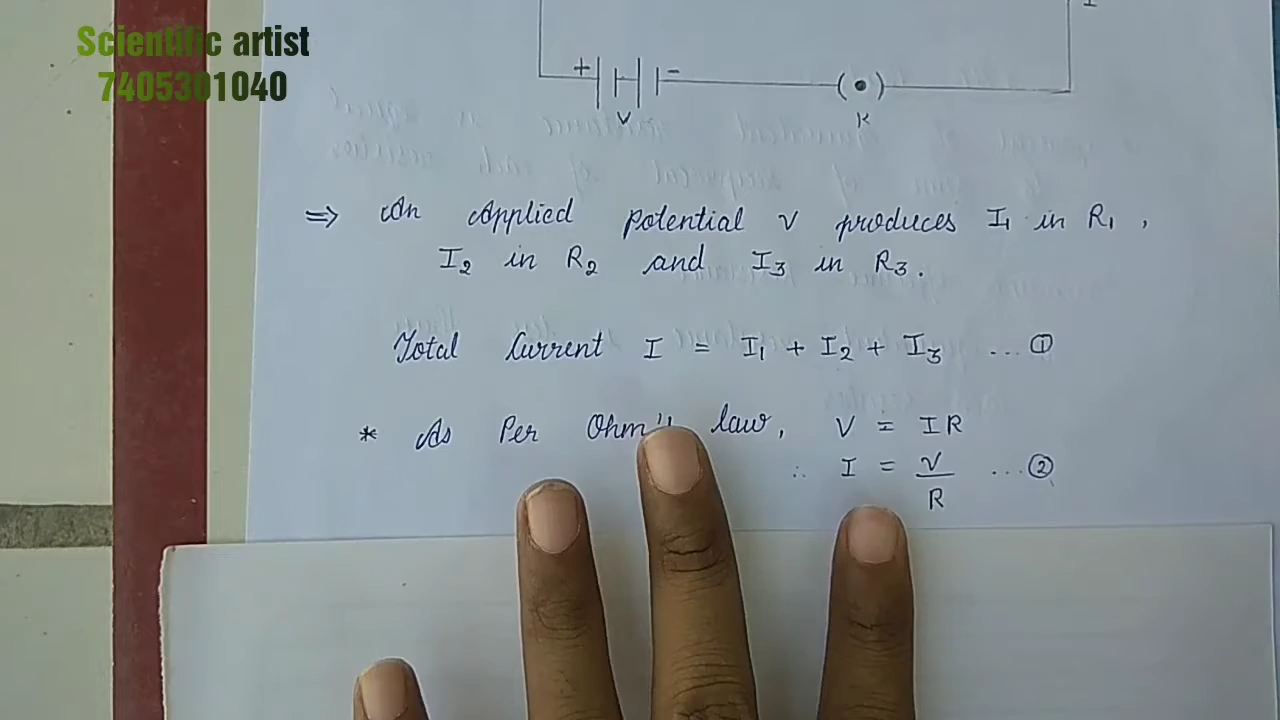 Scientific artist
7405301040
I
+ -
V
K
⇒ An Applied potential V produces I1 in R1 ,
I2 in R2 and I3 in R3 .
Total Current I = I1 + I2 + I3 ... ①
* As Per Ohm's law, V = IR
∴ I = V/R ... ②